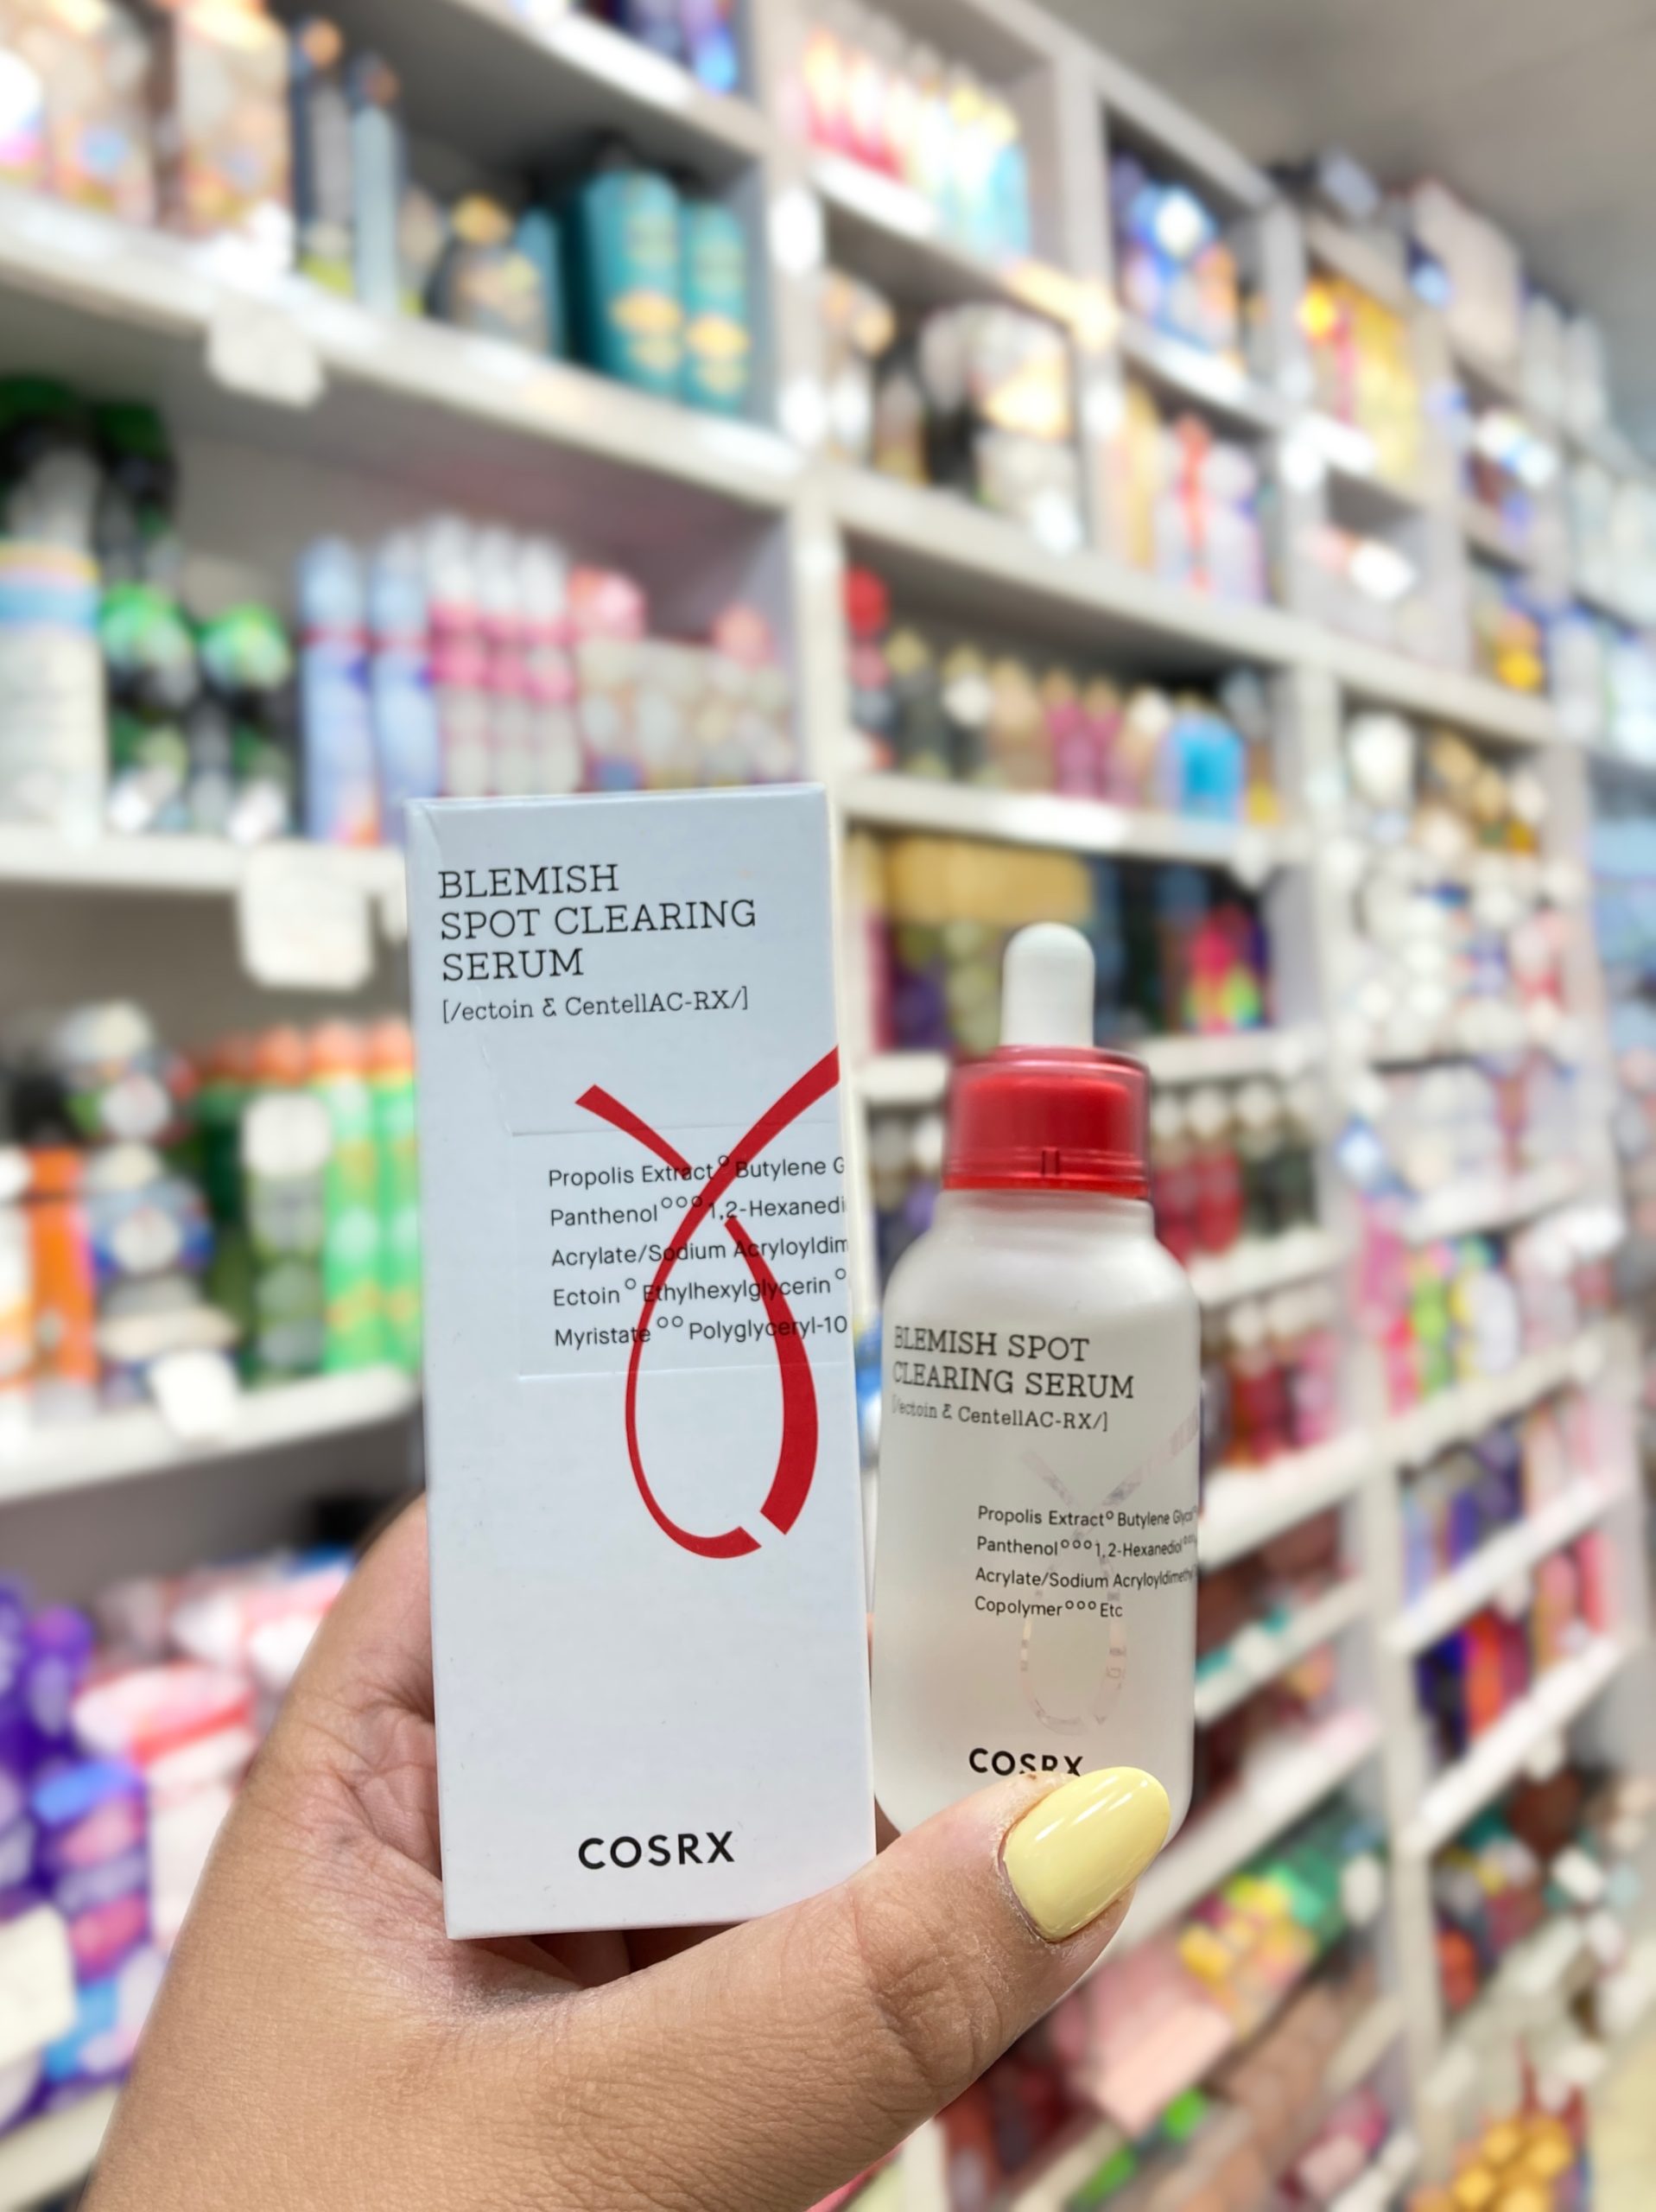 BLEMISH
SPOT CLEARING
SERUM
[/ectoin & CentellAC-RX/]
Propolis Extract° Butylene G
Panthenol°°° 1,2-Hexanedi
Acrylate/Sodium Acryloyldim
Ectoin° Ethylhexylglycerin°
Myristate°° Polyglyceryl-10
COSRX
BLEMISH SPOT
CLEARING SERUM
[/ectoin & CentellAC-RX/]
Propolis Extract° Butylene Glycol
Panthenol°°° 1,2-Hexanediol°°°
Acrylate/Sodium Acryloyldimethyl
Copolymer°°° Etc
COSRX